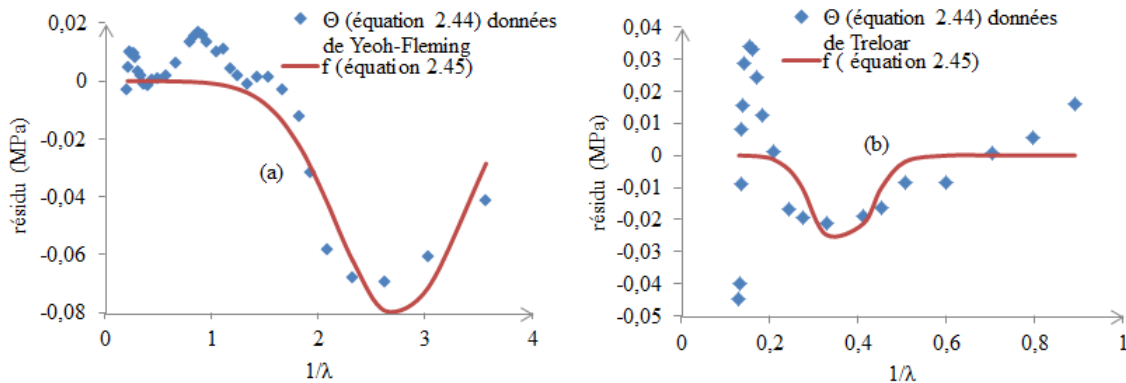 Θ (équation 2.44) données
de Yeoh-Fleming
f (équation 2.45)
0,02
0
-0,02
-0,04
-0,06
-0,08
résidu (MPa)
(a)
0
1
2
3
4
1/λ
Θ (équation 2.44) données
de Treloar
f ( équation 2.45)
0,04
0,03
0,02
0,01
0
-0,01
-0,02
-0,03
-0,04
-0,05
résidu (MPa)
(b)
0
0,2
0,4
0,6
0,8
1
1/λ